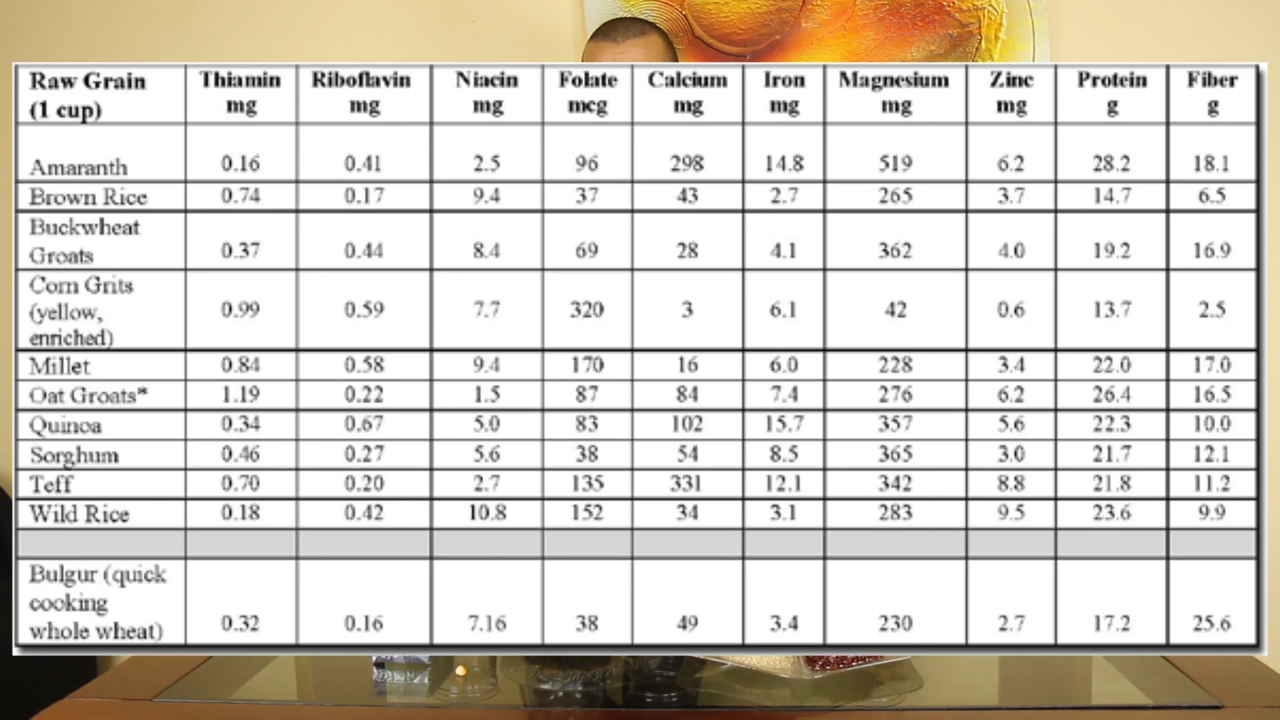 Raw Grain (1 cup) Thiamin mg Riboflavin mg Niacin mg Folate mcg Calcium mg Iron mg Magnesium mg Zinc mg Protein g Fiber g
Amaranth 0.16 0.41 2.5 96 298 14.8 519 6.2 28.2 18.1
Brown Rice 0.74 0.17 9.4 37 43 2.7 265 3.7 14.7 6.5
Buckwheat Groats 0.37 0.44 8.4 69 28 4.1 362 4.0 19.2 16.9
Corn Grits (yellow, enriched) 0.99 0.59 7.7 320 3 6.1 42 0.6 13.7 2.5
Millet 0.84 0.58 9.4 170 16 6.0 228 3.4 22.0 17.0
Oat Groats* 1.19 0.22 1.5 87 84 7.4 276 6.2 26.4 16.5
Quinoa 0.34 0.67 5.0 83 102 15.7 357 5.6 22.3 10.0
Sorghum 0.46 0.27 5.6 38 54 8.5 365 3.0 21.7 12.1
Teff 0.70 0.20 2.7 135 331 12.1 342 8.8 21.8 11.2
Wild Rice 0.18 0.42 10.8 152 34 3.1 283 9.5 23.6 9.9
Bulgur (quick cooking whole wheat) 0.32 0.16 7.16 38 49 3.4 230 2.7 17.2 25.6